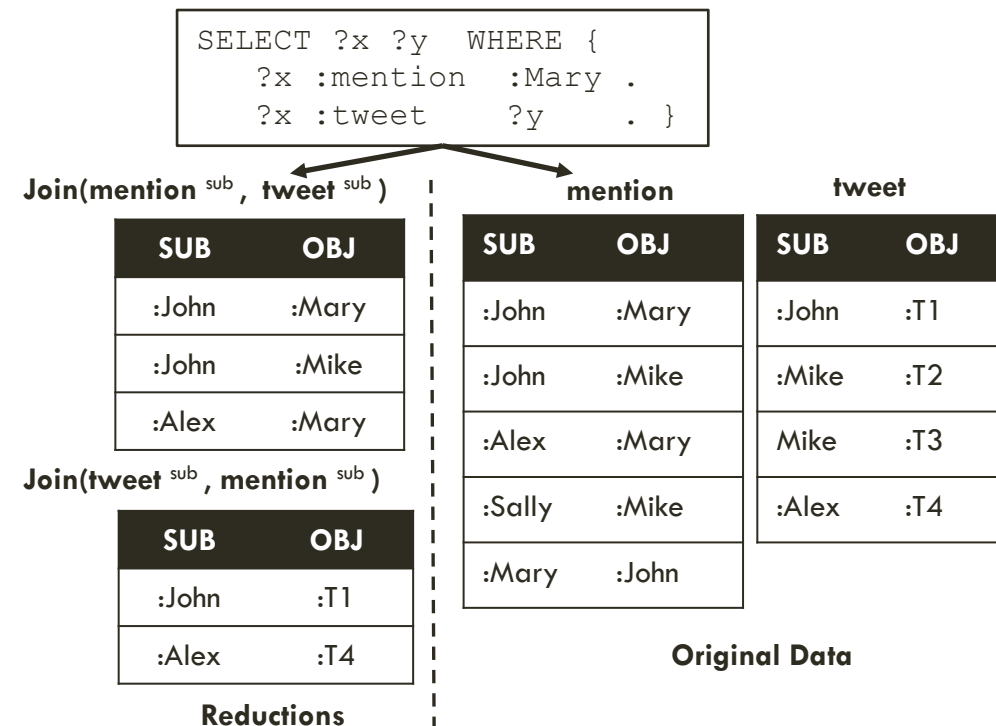 SELECT ?x ?y WHERE {
?x :mention :Mary .
?x :tweet ?y . }
Join(mention sub , tweet sub )
SUB OBJ
:John :Mary
:John :Mike
:Alex :Mary
Join(tweet sub , mention sub )
SUB OBJ
:John :T1
:Alex :T4
Reductions
mention
SUB OBJ
:John :Mary
:John :Mike
:Alex :Mary
:Sally :Mike
:Mary :John
tweet
SUB OBJ
:John :T1
:Mike :T2
Mike :T3
:Alex :T4
Original Data